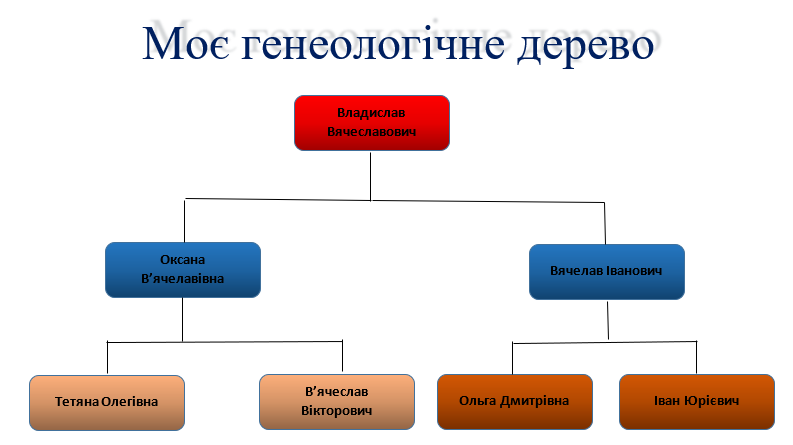 Моє генеологічне дерево
Владислав
Вячеславович
Оксана
В’ячелавівна
Вячелав Іванович
Тетяна Олегівна
В’ячеслав
Вікторович
Ольга Дмитрівна
Іван Юрієвич